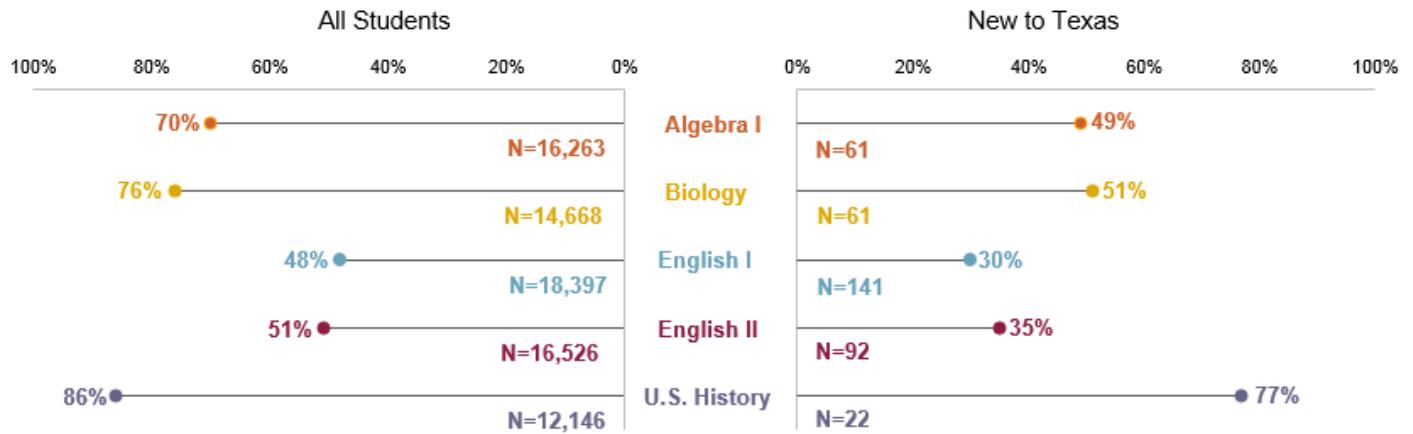 All Students New to Texas
100% 80% 60% 40% 20% 0% 0% 20% 40% 60% 80% 100%
70% Algebra I 49%
N=16,263 N=61
76% Biology 51%
N=14,668 N=61
48% English I 30%
N=18,397 N=141
51% English II 35%
N=16,526 N=92
86% U.S. History 77%
N=12,146 N=22